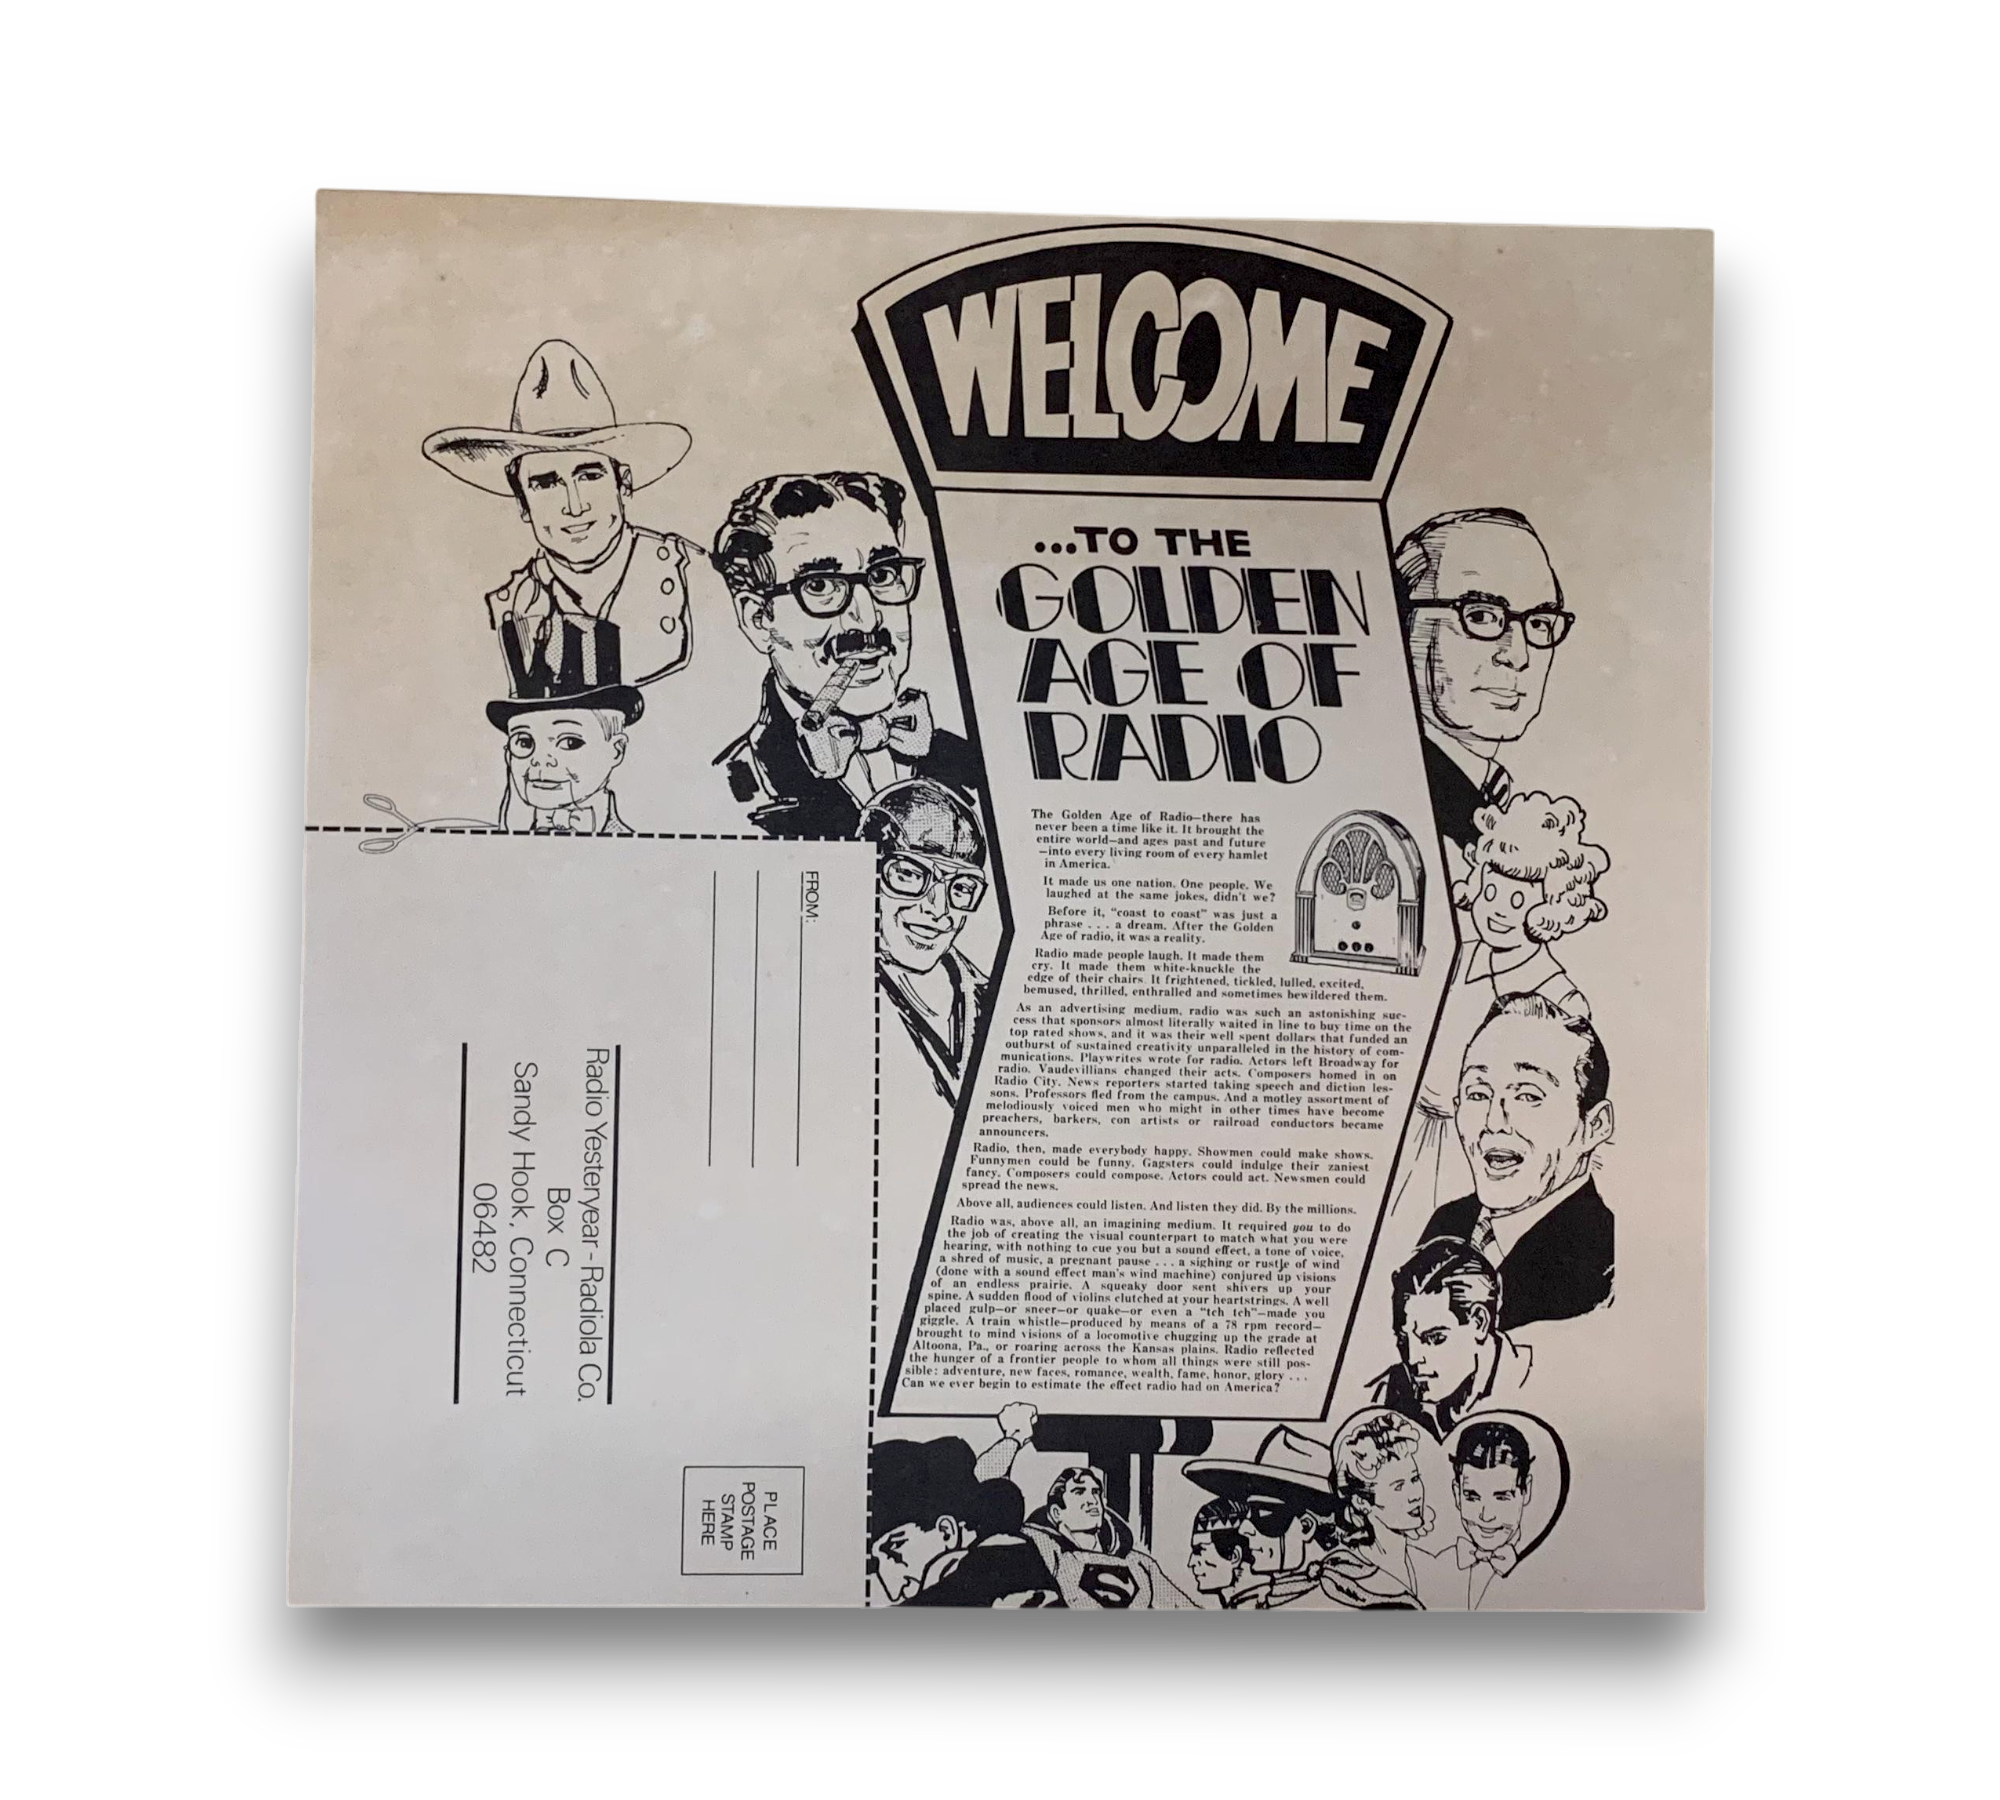 WELCOME
...TO THE
GOLDEN
AGE OF
RADIO
The Golden Age of Radio—there has
never been a time like it. It brought the
entire world—and ages past and future
—into every living room of every hamlet
in America.
It made us one nation. One people. We
laughed at the same jokes, didn't we?
Before it, "coast to coast" was just a
phrase . . . a dream. After the Golden
Age of radio, it was a reality.
Radio made people laugh. It made them
cry. It made them white-knuckle the
edge of their chairs. It frightened, tickled, lulled, excited,
bemused, thrilled, enthralled and sometimes bewildered them.
As an advertising medium, radio was such an astonishing suc-
cess that sponsors almost literally waited in line to buy time on the
top rated shows, and it was their well spent dollars that funded an
outburst of sustained creativity unparalleled in the history of com-
munications. Playwrites wrote for radio. Actors left Broadway for
radio. Vaudevillians changed their acts. Composers homed in on
Radio City. News reporters started taking speech and diction les-
sons. Professors fled from the campus. And a motley assortment of
melodiously voiced men who might in other times have become
preachers, barkers, con artists or railroad conductors became
announcers.
Radio, then, made everybody happy. Showmen could make shows.
Funnymen could be funny. Gagsters could indulge their zaniest
fancy. Composers could compose. Actors could act. Newsmen could
spread the news.
Above all, audiences could listen. And listen they did. By the millions.
Radio was, above all, an imagining medium. It required you to do
the job of creating the visual counterpart to match what you were
hearing, with nothing to cue you but a sound effect, a tone of voice,
a shred of music, a pregnant pause . . . a sighing or rustle of wind
(done with a sound effect man's wind machine) conjured up visions
of an endless prairie. A squeaky door sent shivers up your
spine. A sudden flood of violins clutched at your heartstrings. A well
placed gulp—or sneer—or quake—or even a "tch tch"—made you
giggle. A train whistle—produced by means of a 78 rpm record—
brought to mind visions of a locomotive chugging up the grade at
Altoona, Pa., or roaring across the Kansas plains. Radio reflected
the hunger of a frontier people to whom all things were still pos-
sible: adventure, new faces, romance, wealth, fame, honor, glory . . .
Can we ever begin to estimate the effect radio had on America?
S
FROM:
Radio Yesteryear - Radiola Co.
Box C
Sandy Hook, Connecticut
06482
PLACE
POSTAGE
STAMP
HERE